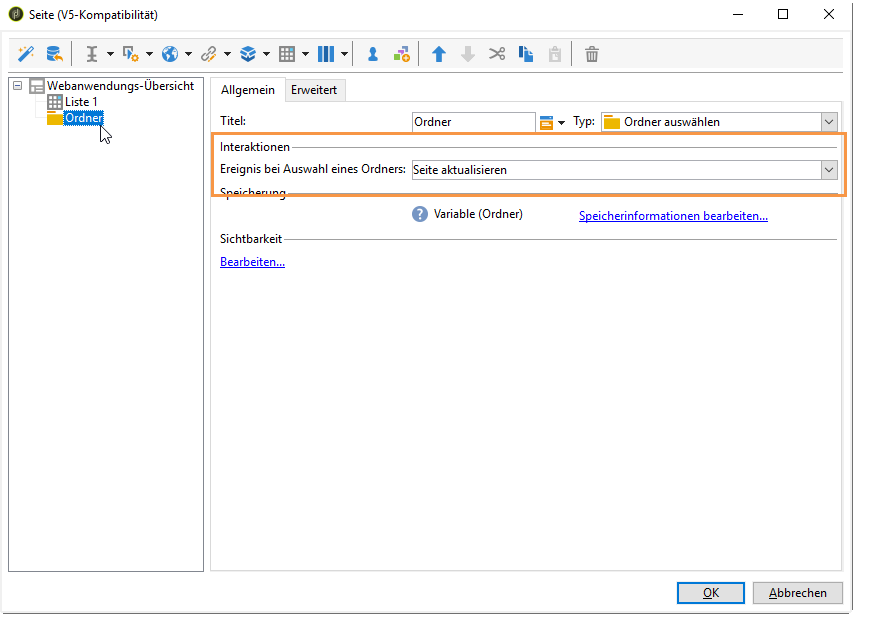 Seite (V5-Kompatibilität)
Webanwendungs-Übersicht
Liste 1
Ordner
Allgemein
Erweitert
Titel:
Ordner
Typ:
Ordner auswählen
Interaktionen
Ereignis bei Auswahl eines Ordners:
Seite aktualisieren
Speicherung
Variable (Ordner)
Speicherinformationen bearbeiten...
Sichtbarkeit
Bearbeiten...
OK
Abbrechen